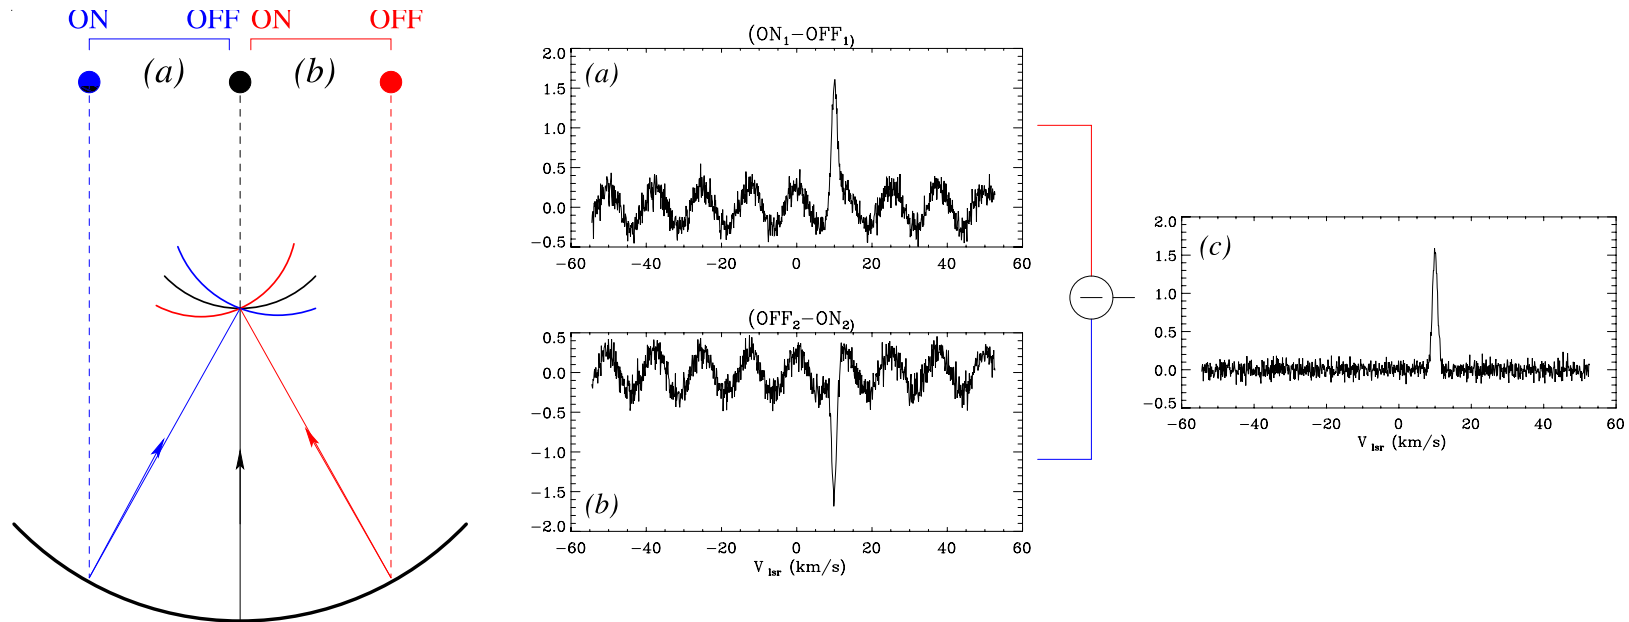 ON OFF ON OFF
(a) (b)
(ON₁−OFF₁)
(a)
2.0
1.5
1.0
0.5
0.0
−0.5
−60 −40 −20 0 20 40 60
(OFF₂−ON₂)
0.5
0.0
−0.5
−1.0
−1.5
−2.0
(b)
−60 −40 −20 0 20 40 60
V lsr (km/s)
(c)
2.0
1.5
1.0
0.5
0.0
−0.5
−60 −40 −20 0 20 40 60
V lsr (km/s)